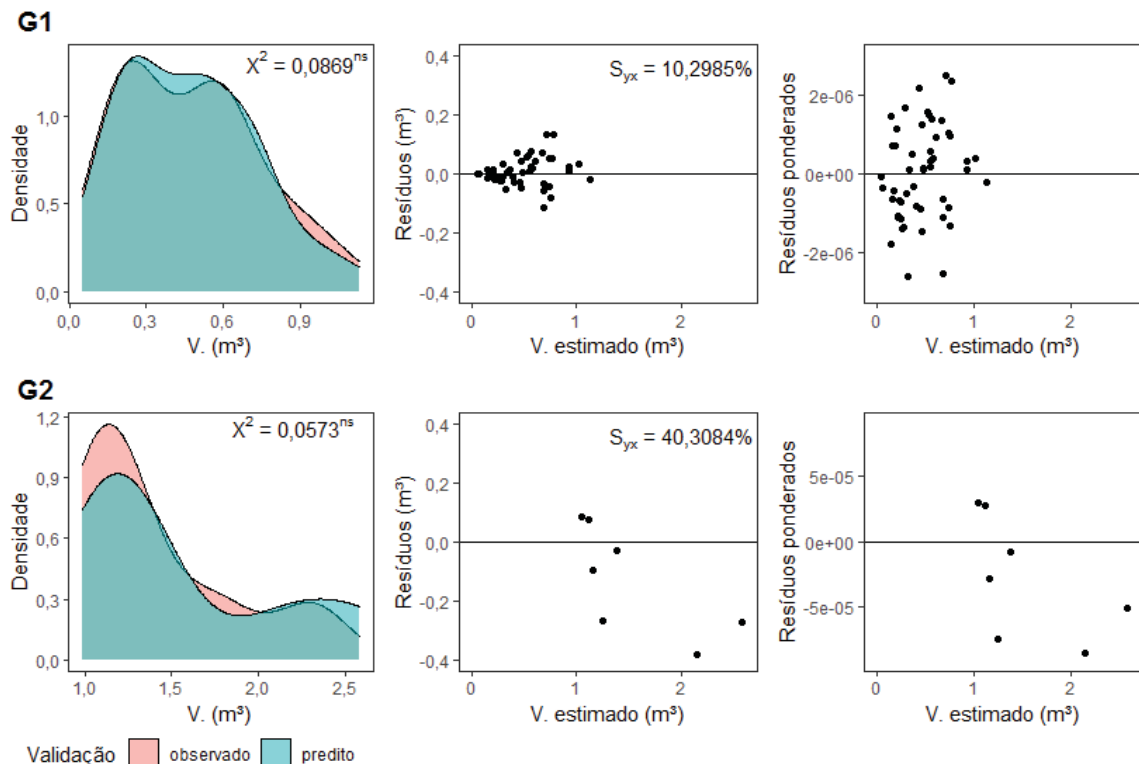 G1
X² = 0,0869ⁿˢ
Densidade
1,0
0,5
0,0
0,0 0,3 0,6 0,9
V. (m³)
S_yx = 10,2985%
Resíduos (m³)
0,4
0,2
0,0
-0,2
-0,4
0 1 2
V. estimado (m³)
Resíduos ponderados
2e-06
0e+00
-2e-06
0 1 2
V. estimado (m³)
G2
X² = 0,0573ⁿˢ
Densidade
1,2
0,9
0,6
0,3
0,0
1,0 1,5 2,0 2,5
V. (m³)
S_yx = 40,3084%
Resíduos (m³)
0,4
0,2
0,0
-0,2
-0,4
0 1 2
V. estimado (m³)
Resíduos ponderados
5e-05
0e+00
-5e-05
0 1 2
V. estimado (m³)
Validação observado predito